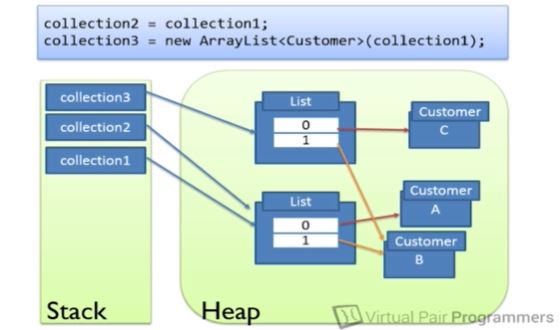 collection2 = collection1;
collection3 = new ArrayList<Customer>(collection1);
collection3
collection2
collection1
Stack
List
0
1
Customer
C
List
0
1
Customer
A
Customer
B
Heap
Virtual Pair Programmers